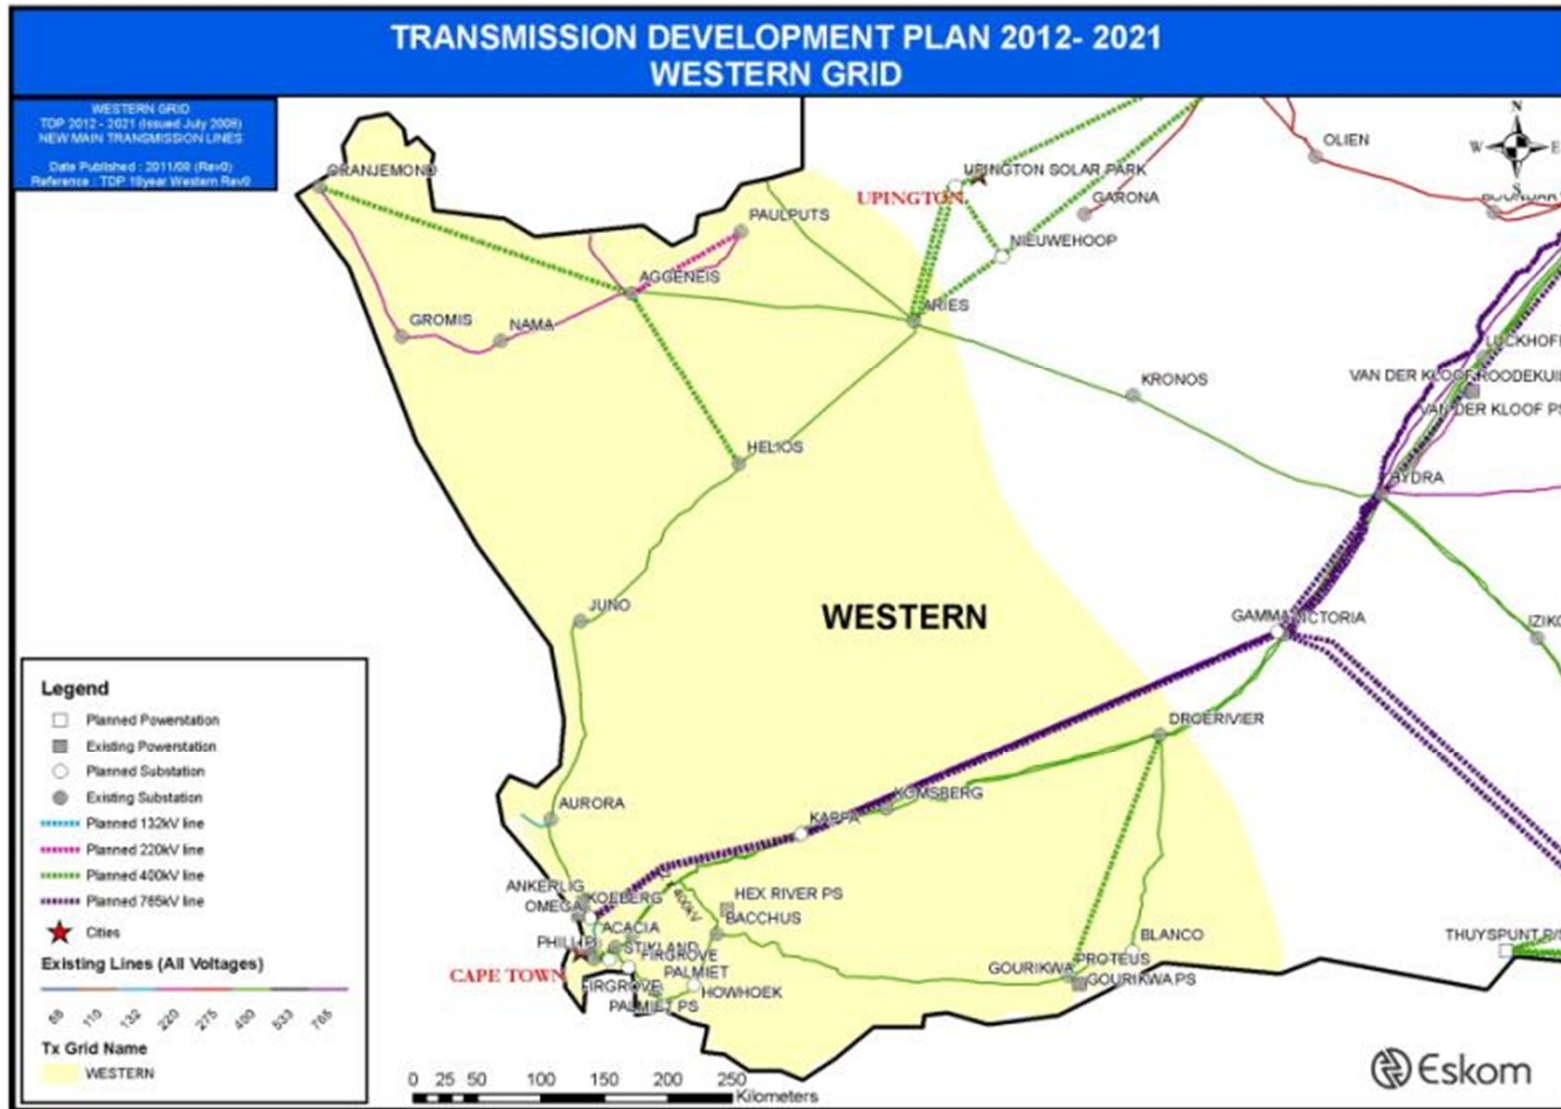 TRANSMISSION DEVELOPMENT PLAN 2012- 2021
WESTERN GRID
WESTERN GRID
TDP 2012 - 2021 (Issued July 2008)
NEW MAIN TRANSMISSION LINES
Date Published : 2011/08 (Rev0)
Reference : TDP 10year Western Rev0
N
W
E
S
OLIEN
ORANJEMOND
UPINGTON SOLAR PARK
UPINGTON
GARONA
PAULPUTS
NIEUWEHOOP
AGGENEIS
ARIES
GROMIS
NAMA
LUCKHOFF
KRONOS
VAN DER KLOOF
ROODEKUIL
VAN DER KLOOF PS
HELIOS
HYDRA
JUNO
WESTERN
GAMMA
VICTORIA
IZIKO
DROERIVIER
KOMSBERG
AURORA
KAPPA
ANKERLIG
KOEBERG
400kV
HEX RIVER PS
OMEGA
BACCHUS
ACACIA
PHILLIPI
STIKLAND
FIRGROVE
BLANCO
THUYSPUNT P/S
CAPE TOWN
PALMIET
GOURIKWA
PROTEUS
FIRGROVE
HOWHOEK
GOURIKWA PS
PALMIET PS
Legend
Planned Powerstation
Existing Powerstation
Planned Substation
Existing Substation
Planned 132kV line
Planned 220kV line
Planned 400kV line
Planned 765kV line
Cities
Existing Lines (All Voltages)
88 110 132 220 275 400 533 765
Tx Grid Name
WESTERN
0 25 50 100 150 200 250
Kilometers
Eskom